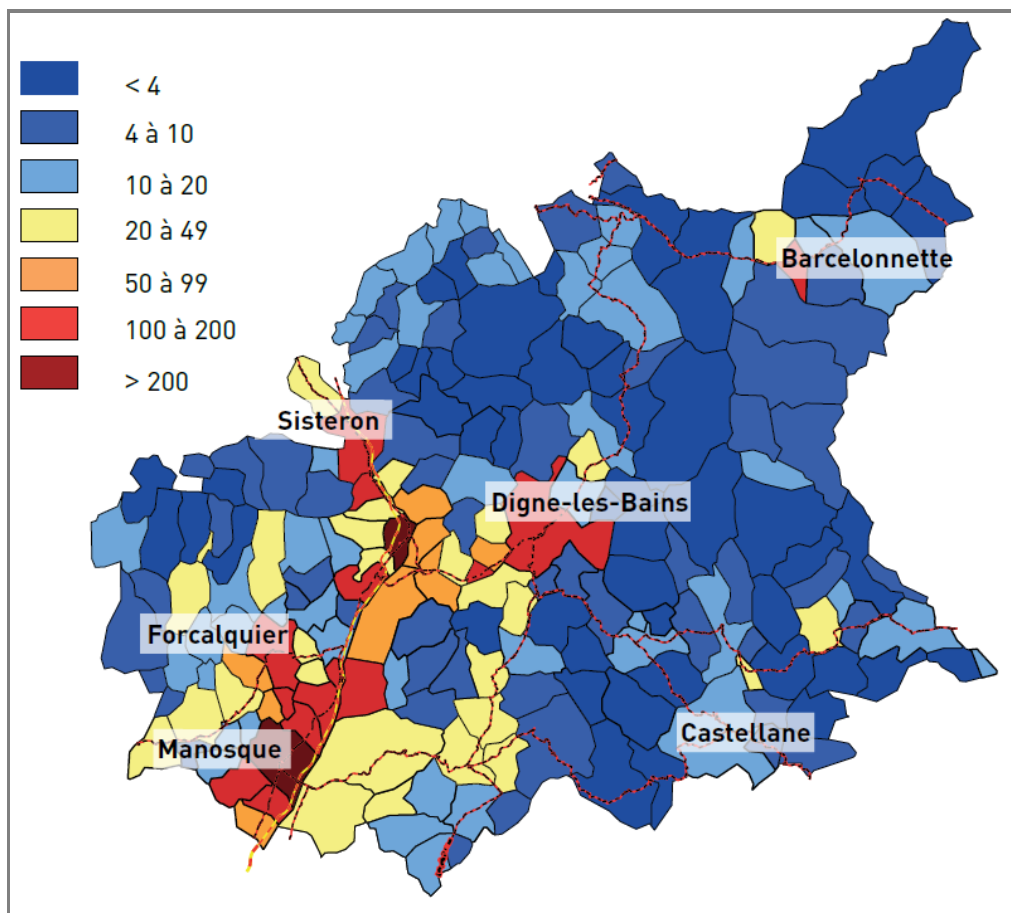 < 4
4 à 10
10 à 20
20 à 49
50 à 99
100 à 200
> 200
Barcelonnette
Sisteron
Digne-les-Bains
Forcalquier
Castellane
Manosque